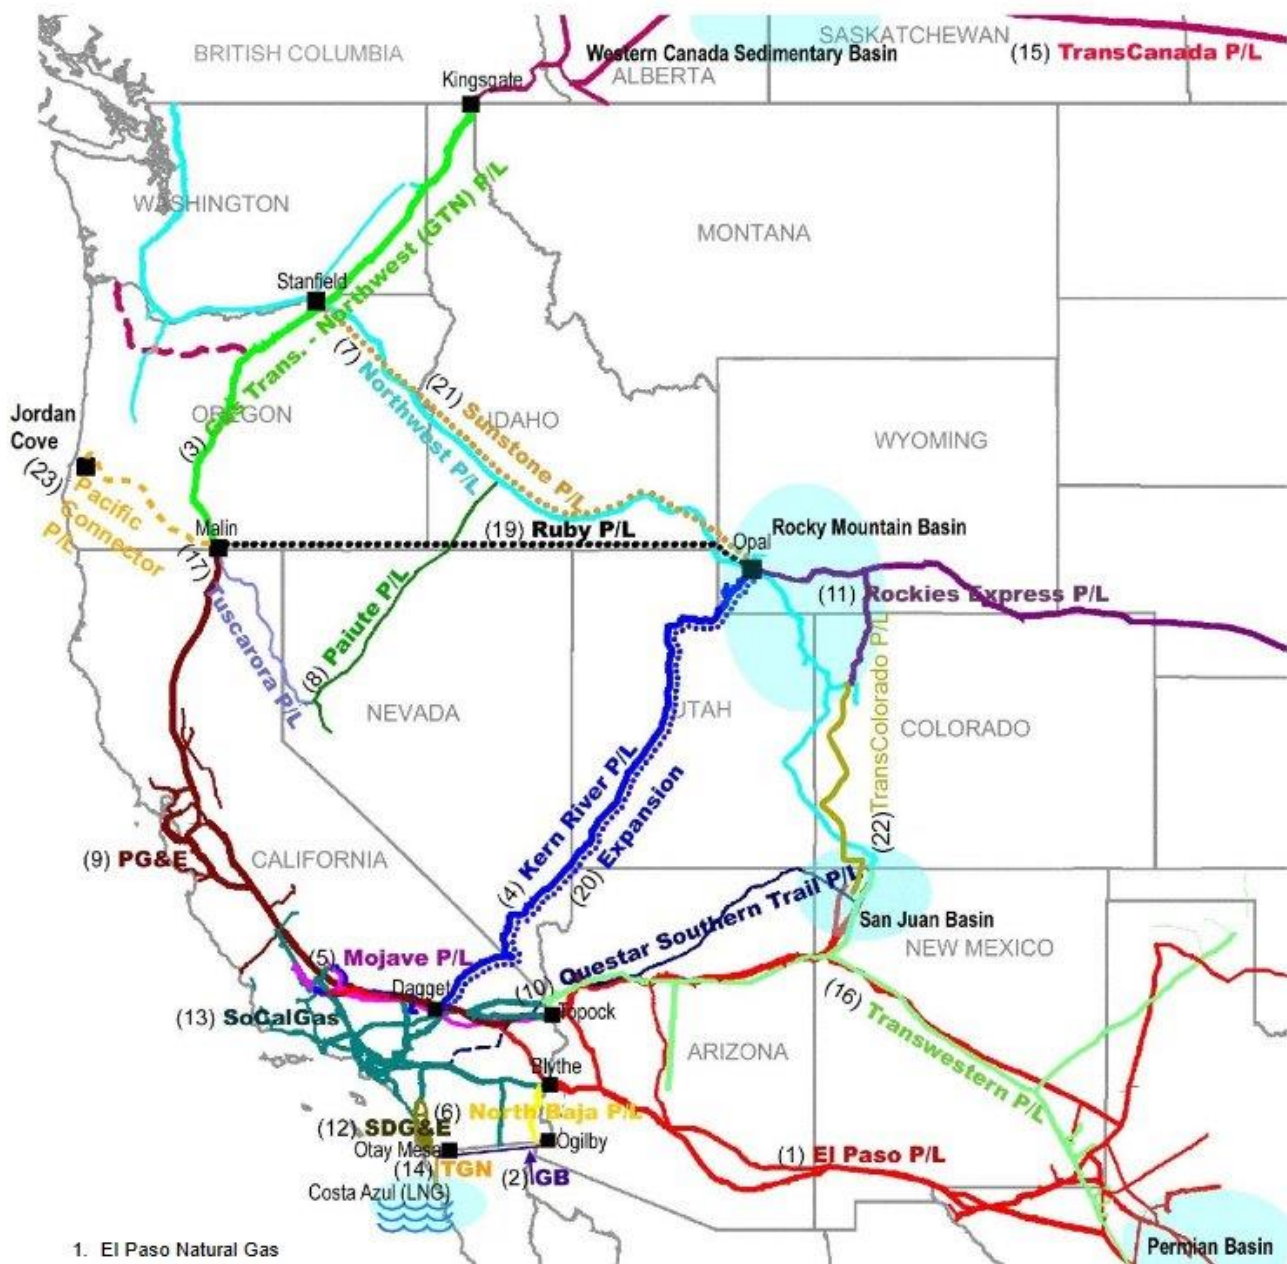 SASKATCHEWAN
BRITISH COLUMBIA
Western Canada Sedimentary Basin
(15) TransCanada P/L
ALBERTA
Kingsgate
WASHINGTON
MONTANA
Stanfield
(3) Gas Trans. - Northwest (GTN) P/L
(7) Northwest P/L
(21) Sunstone P/L
OREGON
IDAHO
WYOMING
Jordan
Cove
(23)
Pacific
Connector
P/L
Malin
(19) Ruby P/L
Rocky Mountain Basin
Opal
(17) Tuscarora P/L
(11) Rockies Express P/L
(8) Paiute P/L
NEVADA
UTAH
COLORADO
(22) TransColorado P/L
(4) Kern River P/L
(20) Expansion
(9) PG&E
CALIFORNIA
San Juan Basin
NEW MEXICO
(10) Questar Southern Trail P/L
(5) Mojave P/L
Dagget
Topock
(13) SoCalGas
(16) Transwestern P/L
ARIZONA
Blythe
(6) North Baja P/L
(12) SDG&E
Otay Mesa
Ogilby
(14) TGN
(2) GB
(1) El Paso P/L
Costa Azul (LNG)
Permian Basin
1. El Paso Natural Gas